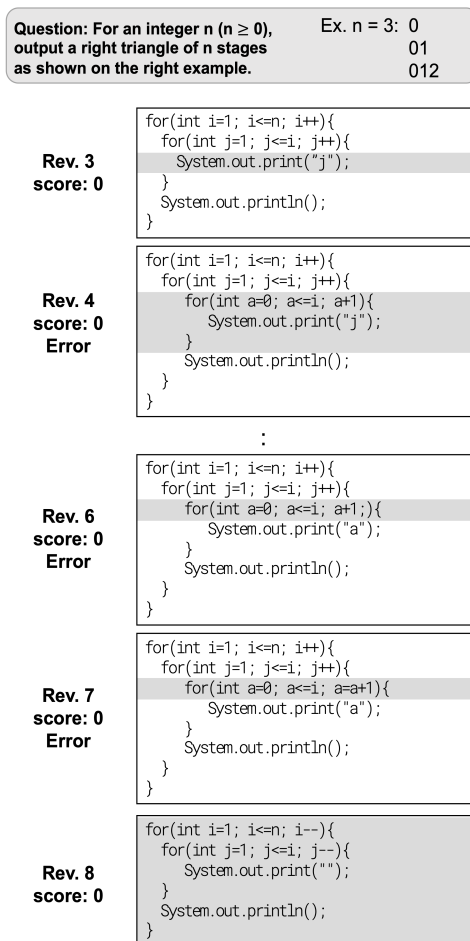 Question: For an integer n (n ≥ 0),
output a right triangle of n stages
as shown on the right example.
Ex. n = 3: 0
01
012
Rev. 3
score: 0
for(int i=1; i<=n; i++){
for(int j=1; j<=i; j++){
System.out.print("j");
}
System.out.println();
}
Rev. 4
score: 0
Error
for(int i=1; i<=n; i++){
for(int j=1; j<=i; j++){
for(int a=0; a<=i; a+1){
System.out.print("j");
}
System.out.println();
}
}
:
Rev. 6
score: 0
Error
for(int i=1; i<=n; i++){
for(int j=1; j<=i; j++){
for(int a=0; a<=i; a+1;){
System.out.print("a");
}
System.out.println();
}
}
Rev. 7
score: 0
Error
for(int i=1; i<=n; i++){
for(int j=1; j<=i; j++){
for(int a=0; a<=i; a=a+1){
System.out.print("a");
}
System.out.println();
}
}
Rev. 8
score: 0
for(int i=1; i<=n; i--){
for(int j=1; j<=i; j--){
System.out.print("");
}
System.out.println();
}